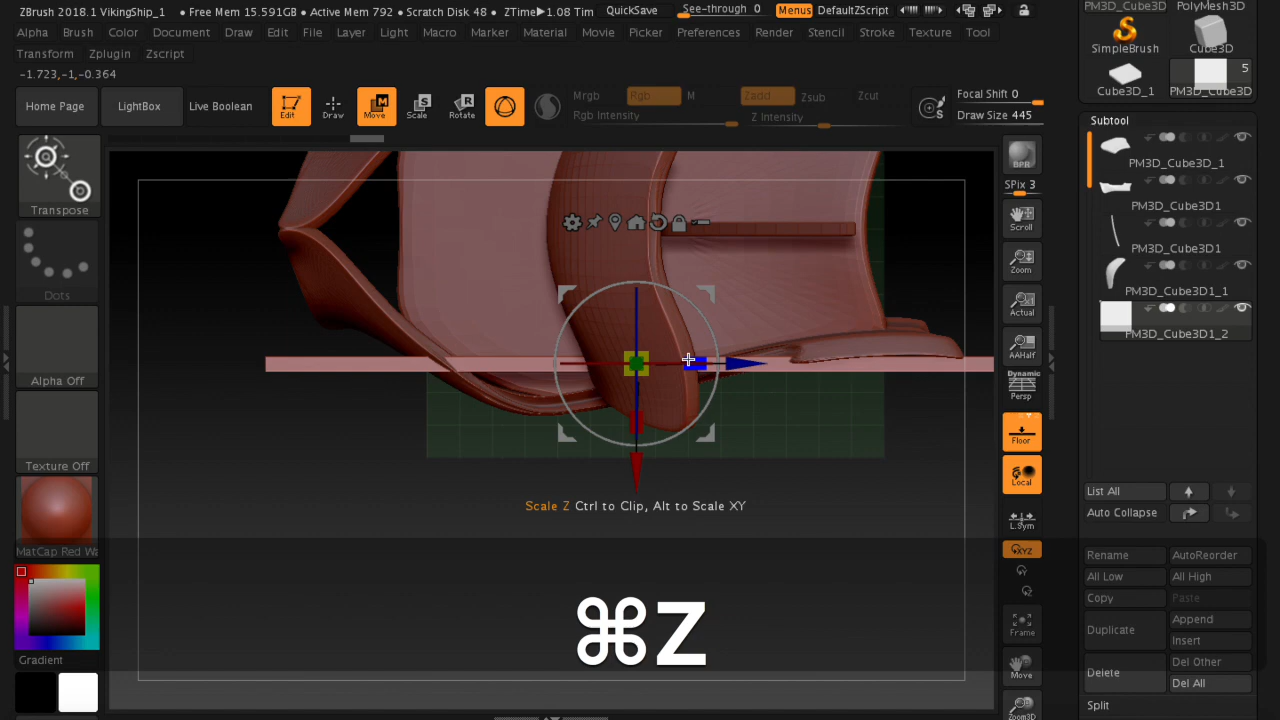 ZBrush 2018.1 VikingShip_1 • Free Mem 15.591GB • Active Mem 792 • Scratch Disk 48 • ZTime▶1.08 Tim QuickSave See-through 0 Menus DefaultZScript
Alpha Brush Color Document Draw Edit File Layer Light Macro Marker Material Movie Picker Preferences Render Stencil Stroke Texture Tool
Transform Zplugin Zscript
-1.723,-1,-0.364
Home Page LightBox Live Boolean Edit Draw Move Scale Rotate
Mrgb Rgb M Zadd Zsub Zcut
Rgb Intensity Z Intensity
Focal Shift 0
Draw Size 445
Transpose
Dots
Alpha Off
Texture Off
MatCap Red Wa
Gradient
Scale Z Ctrl to Clip, Alt to Scale XY
⌘Z
BPR
SPix 3
Scroll
Zoom
Actual
AAHalf
Dynamic
Persp
Floor
Local
L.Sym
XYZ
Frame
Move
Zoom3D
PM3D_Cube3D PolyMesh3D
SimpleBrush Cube3D
5
Cube3D_1 PM3D_Cube3D
Subtool
PM3D_Cube3D_1
PM3D_Cube3D1
PM3D_Cube3D1
PM3D_Cube3D1_1
PM3D_Cube3D1_2
List All
Auto Collapse
Rename AutoReorder
All Low All High
Copy Paste
Duplicate Append
Insert
Delete Del Other
Del All
Split